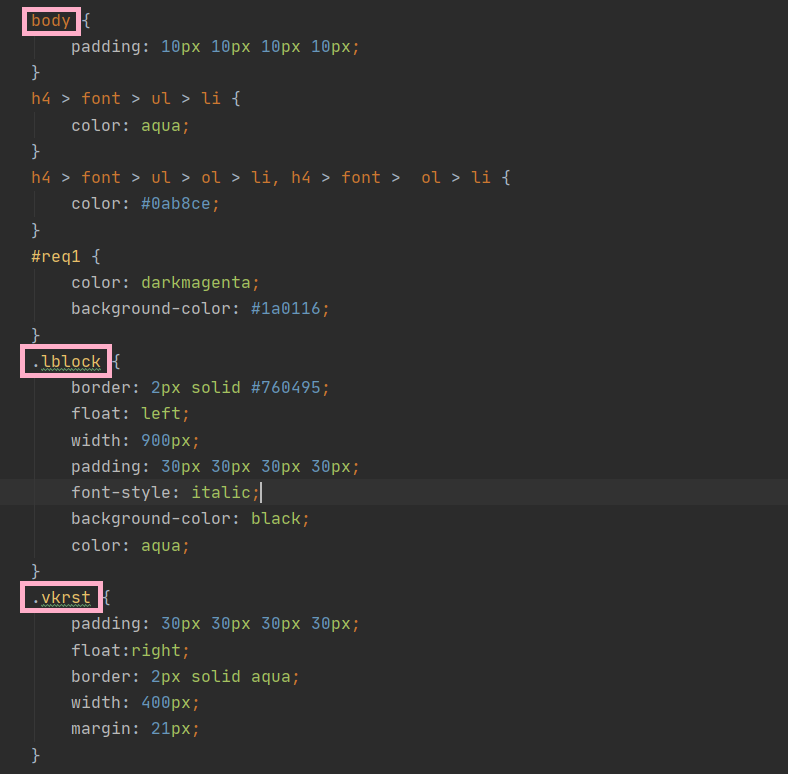 body {
    padding: 10px 10px 10px 10px;
}
h4 > font > ul > li {
    color: aqua;
}
h4 > font > ul > ol > li, h4 > font >  ol > li {
    color: #0ab8ce;
}
#req1 {
    color: darkmagenta;
    background-color: #1a0116;
}
.lblock {
    border: 2px solid #760495;
    float: left;
    width: 900px;
    padding: 30px 30px 30px 30px;
    font-style: italic;
    background-color: black;
    color: aqua;
}
.vkrst {
    padding: 30px 30px 30px 30px;
    float:right;
    border: 2px solid aqua;
    width: 400px;
    margin: 21px;
}